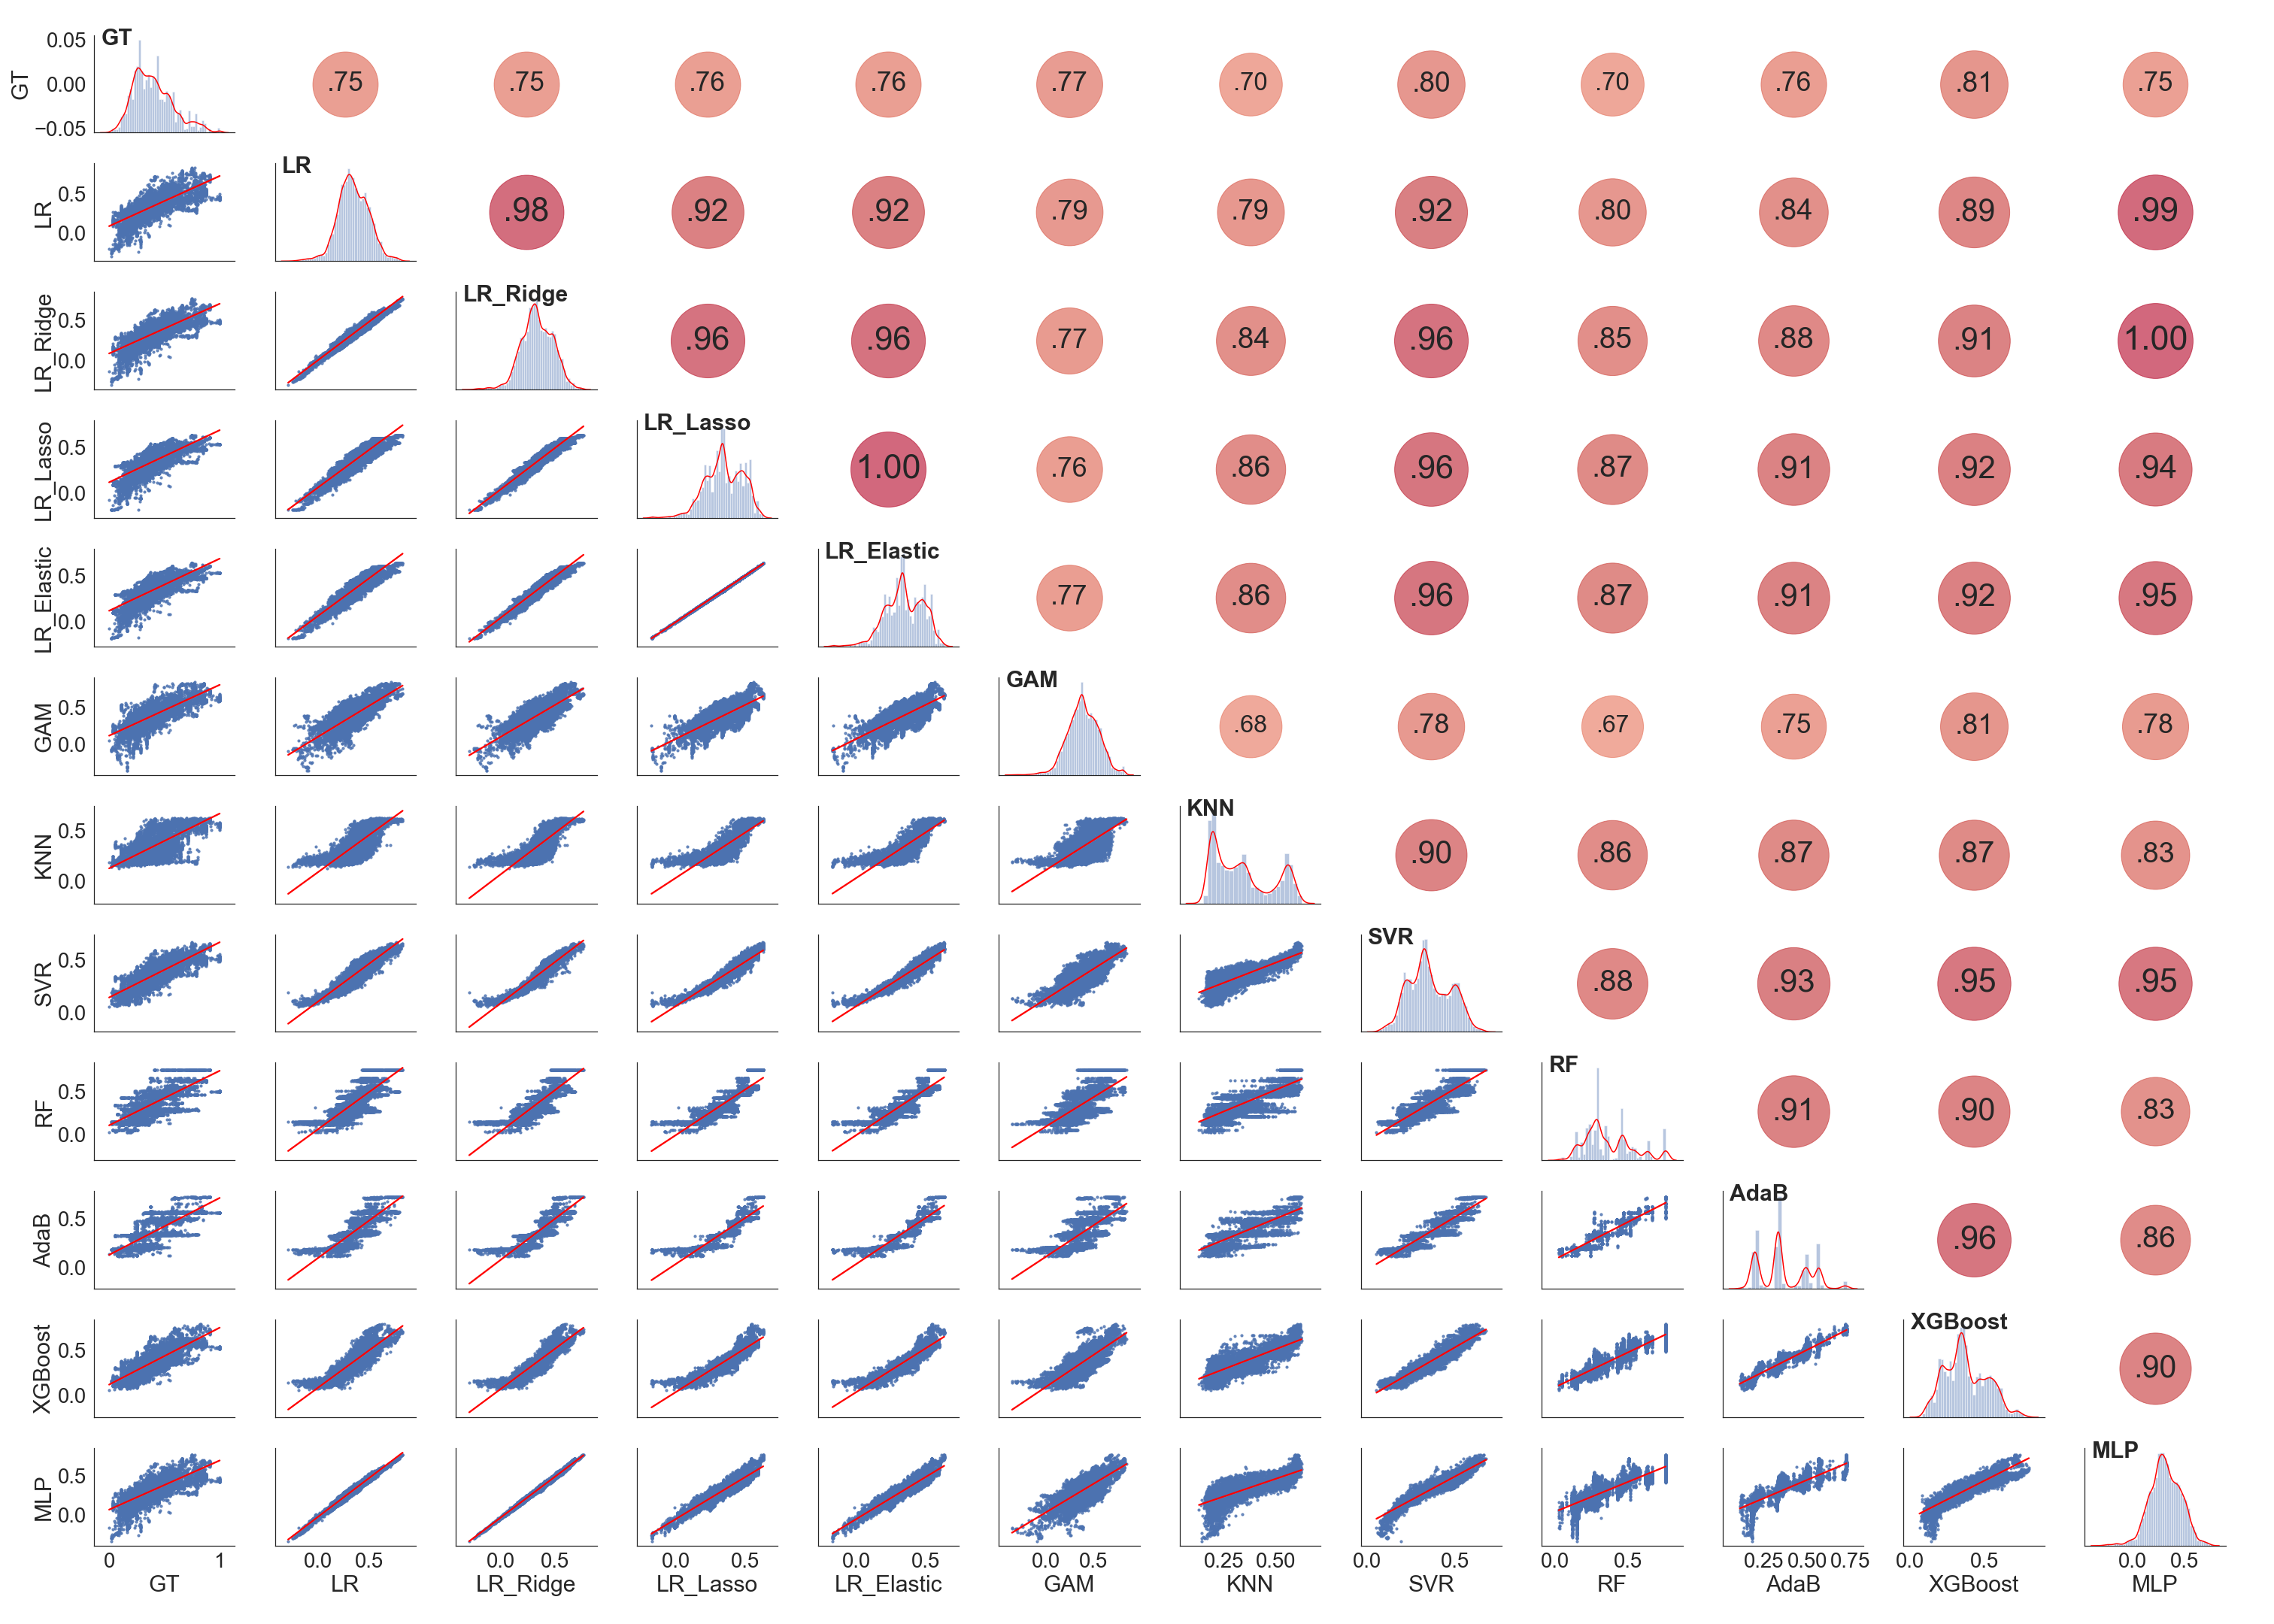 GT
0.05
0.00
−0.05
GT
.75 .75 .76 .76 .77 .70 .80 .70 .76 .81 .75
LR
0.5
0.0
LR
.98 .92 .92 .79 .79 .92 .80 .84 .89 .99
LR_Ridge
0.5
0.0
LR_Ridge
.96 .96 .77 .84 .96 .85 .88 .91 1.00
LR_Lasso
0.5
0.0
LR_Lasso
1.00 .76 .86 .96 .87 .91 .92 .94
LR_Elastic
0.5
0.0
LR_Elastic
.77 .86 .96 .87 .91 .92 .95
GAM
0.5
0.0
GAM
.68 .78 .67 .75 .81 .78
KNN
0.5
0.0
KNN
.90 .86 .87 .87 .83
SVR
0.5
0.0
SVR
.88 .93 .95 .95
RF
0.5
0.0
RF
.91 .90 .83
AdaB
0.5
0.0
AdaB
.96 .86
XGBoost
0.5
0.0
XGBoost
.90
MLP
0.5
0.0
MLP
0 1 0.0 0.5 0.0 0.5 0.0 0.5 0.0 0.5 0.0 0.5 0.25 0.50 0.0 0.5 0.0 0.5 0.25 0.50 0.75 0.0 0.5 0.0 0.5
GT LR LR_Ridge LR_Lasso LR_Elastic GAM KNN SVR RF AdaB XGBoost MLP